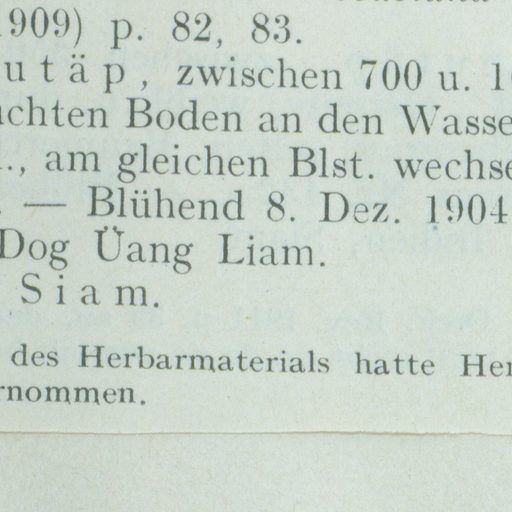 1909) p. 82, 83.
utäp, zwischen 700 u. 1
chten Boden an den Wasse
., am gleichen Blst. wechse
. — Blühend 8. Dez. 1904
Dog Üang Liam.
Siam.
des Herbarmaterials hatte Her
rnommen.